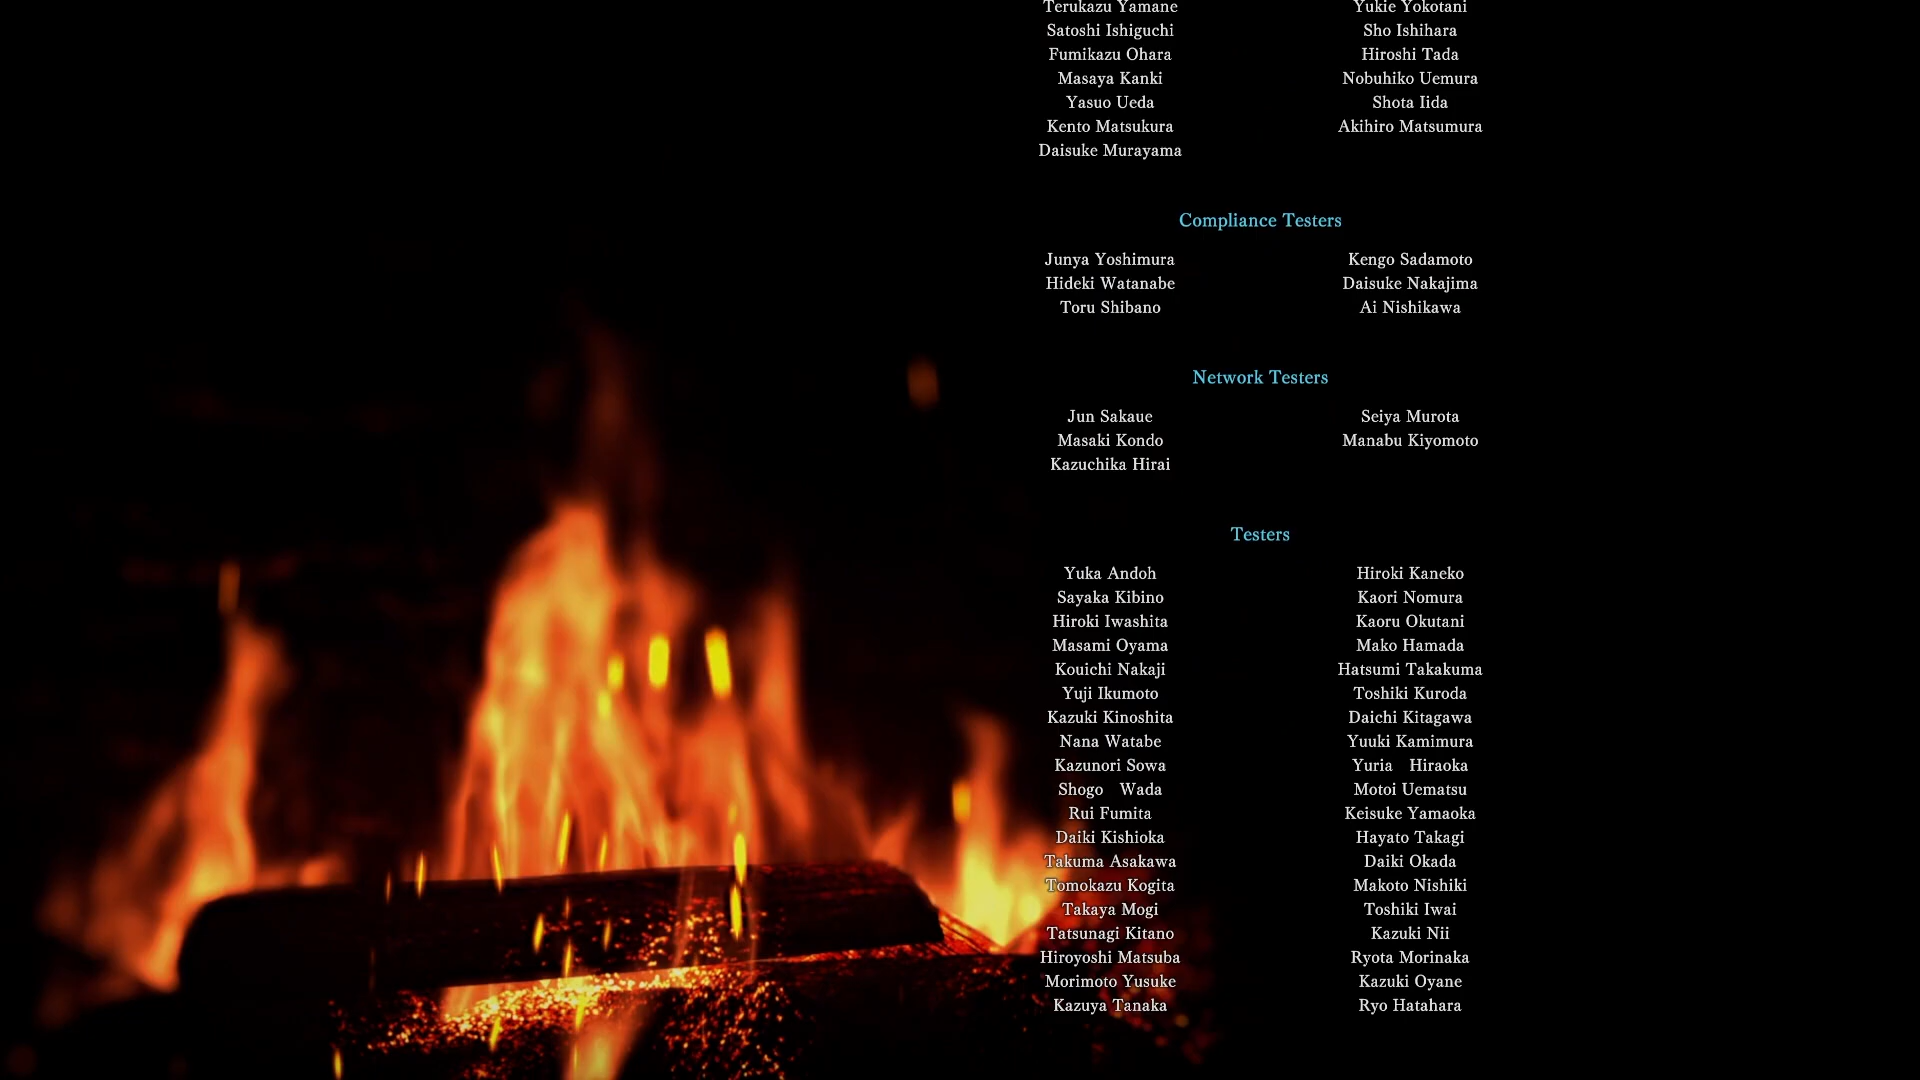 Terukazu Yamane Yukie Yokotani
Satoshi Ishiguchi Sho Ishihara
Fumikazu Ohara Hiroshi Tada
Masaya Kanki Nobuhiko Uemura
Yasuo Ueda Shota Iida
Kento Matsukura Akihiro Matsumura
Daisuke Murayama
Compliance Testers
Junya Yoshimura Kengo Sadamoto
Hideki Watanabe Daisuke Nakajima
Toru Shibano Ai Nishikawa
Network Testers
Jun Sakaue Seiya Murota
Masaki Kondo Manabu Kiyomoto
Kazuchika Hirai
Testers
Yuka Andoh Hiroki Kaneko
Sayaka Kibino Kaori Nomura
Hiroki Iwashita Kaoru Okutani
Masami Oyama Mako Hamada
Kouichi Nakaji Hatsumi Takakuma
Yuji Ikumoto Toshiki Kuroda
Kazuki Kinoshita Daichi Kitagawa
Nana Watabe Yuuki Kamimura
Kazunori Sowa Yuria Hiraoka
Shogo Wada Motoi Uematsu
Rui Fumita Keisuke Yamaoka
Daiki Kishioka Hayato Takagi
Takuma Asakawa Daiki Okada
Tomokazu Kogita Makoto Nishiki
Takaya Mogi Toshiki Iwai
Tatsunagi Kitano Kazuki Nii
Hiroyoshi Matsuba Ryota Morinaka
Morimoto Yusuke Kazuki Oyane
Kazuya Tanaka Ryo Hatahara